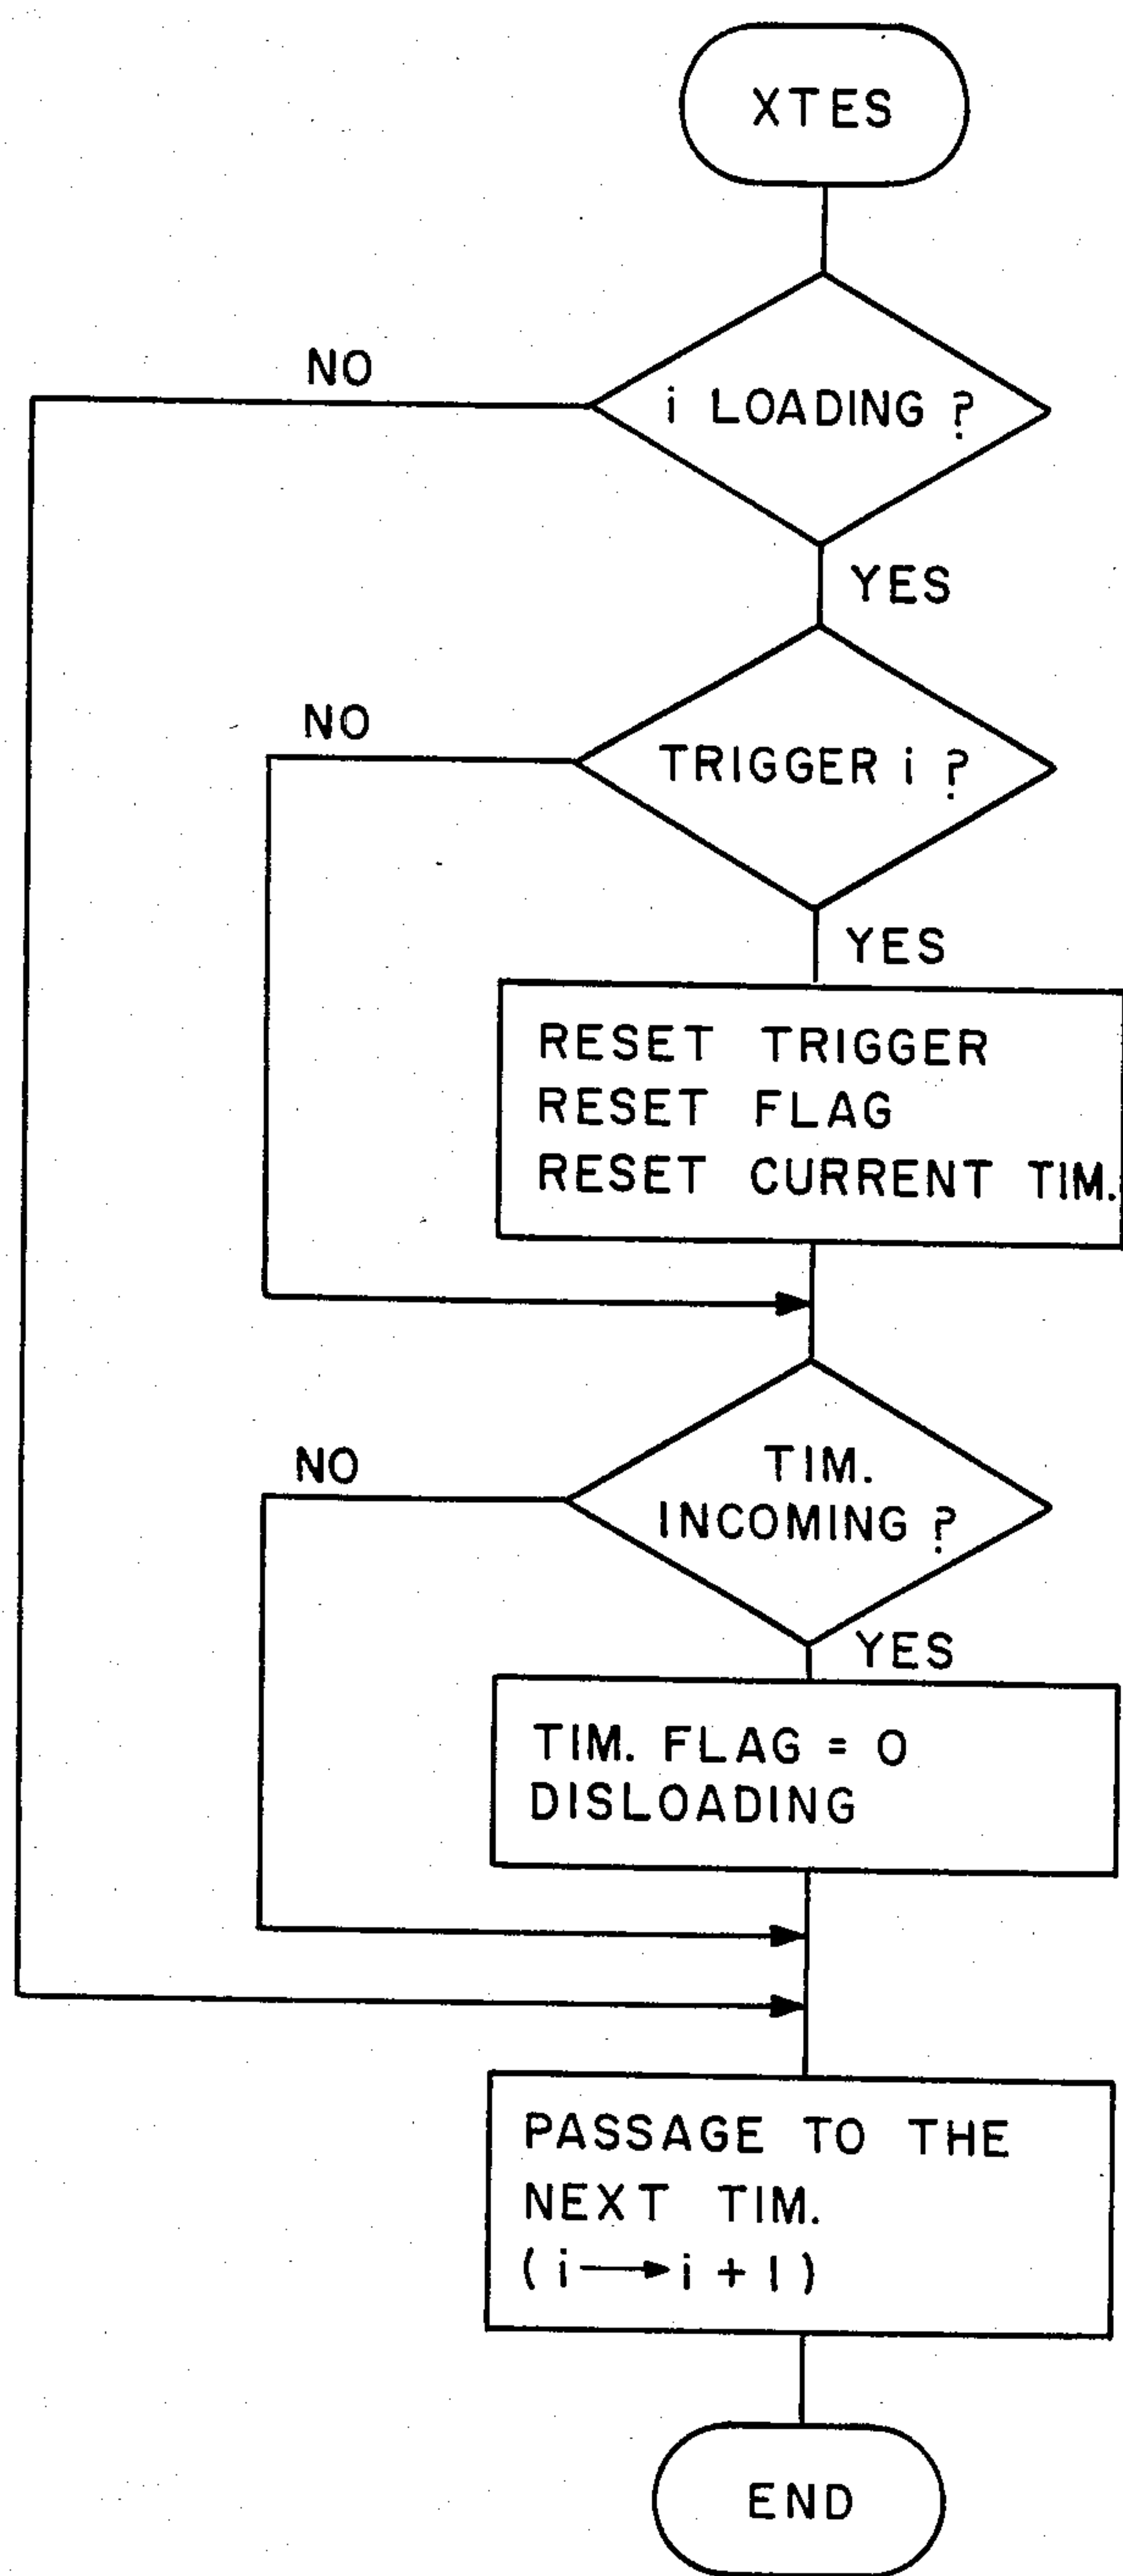 XTES
NO
i LOADING ?
YES
NO
TRIGGER i ?
YES
RESET TRIGGER
RESET FLAG
RESET CURRENT TIM.
NO
TIM.
INCOMING ?
YES
TIM. FLAG = 0
DISLOADING
PASSAGE TO THE
NEXT TIM.
( i → i + 1 )
END